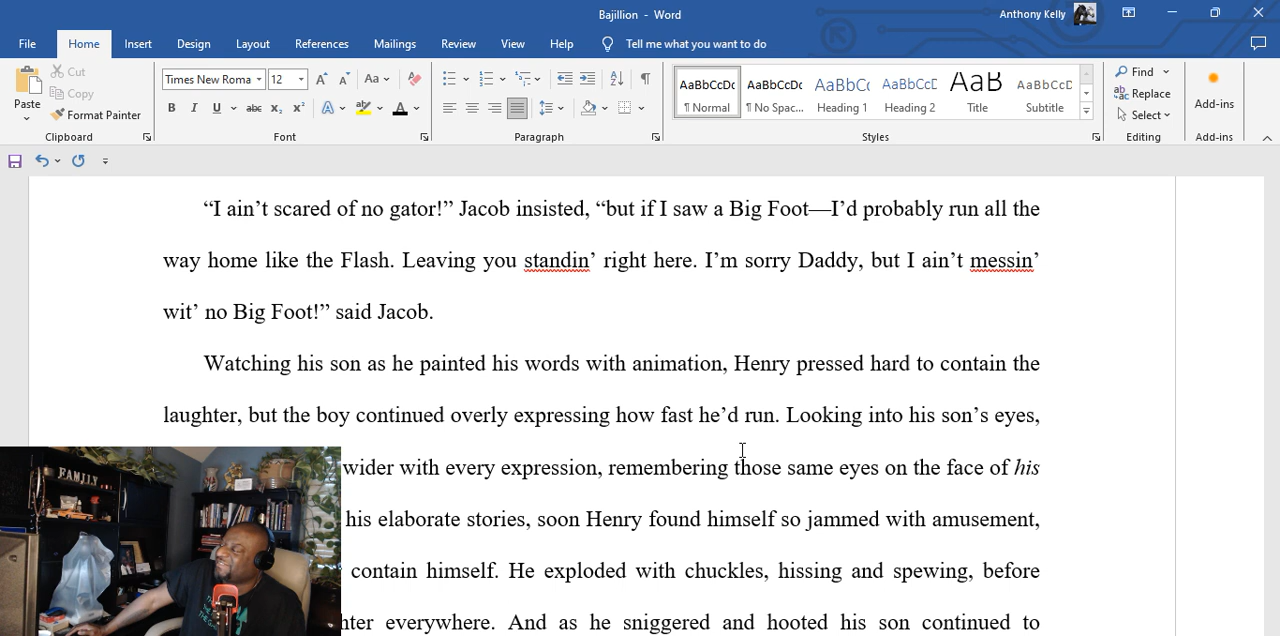 Bajillion - Word
Anthony Kelly
File Home Insert Design Layout References Mailings Review View Help Tell me what you want to do
Paste
Cut
Copy
Format Painter
Clipboard
Times New Roma 12
Font
Paragraph
AaBbCcDc AaBbCcDc AaBbCc AaBbCcD AaB AaBbCcD
¶ Normal ¶ No Spac... Heading 1 Heading 2 Title Subtitle
Styles
Find
Replace
Select
Editing
Add-ins
Add-ins
“I ain’t scared of no gator!” Jacob insisted, “but if I saw a Big Foot—I’d probably run all the
way home like the Flash. Leaving you standin’ right here. I’m sorry Daddy, but I ain’t messin’
wit’ no Big Foot!” said Jacob.
Watching his son as he painted his words with animation, Henry pressed hard to contain the
laughter, but the boy continued overly expressing how fast he’d run. Looking into his son’s eyes,
wider with every expression, remembering those same eyes on the face of his
his elaborate stories, soon Henry found himself so jammed with amusement,
contain himself. He exploded with chuckles, hissing and spewing, before
hter everywhere. And as he sniggered and hooted his son continued to
FAMILY